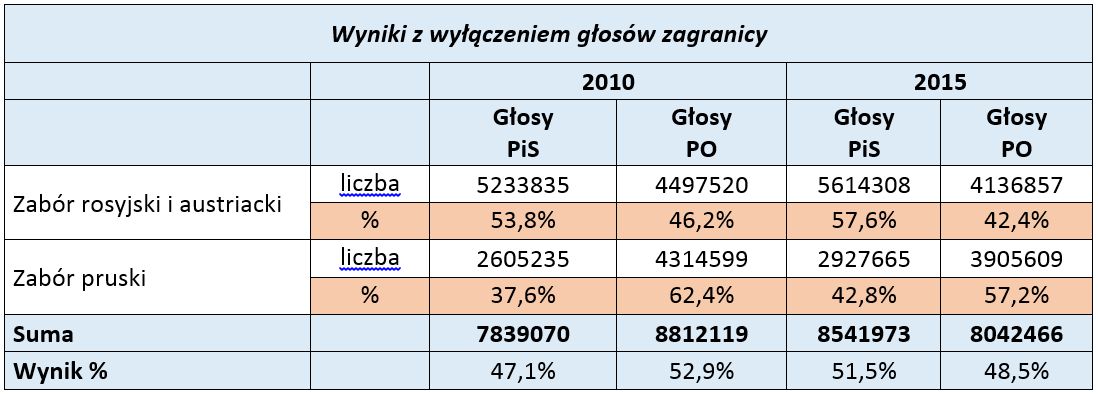 Wyniki z wyłączeniem głosów zagranicy
2010 2015
Głosy PiS Głosy PO Głosy PiS Głosy PO
Zabór rosyjski i austriacki liczba 5233835 4497520 5614308 4136857
% 53,8% 46,2% 57,6% 42,4%
Zabór pruski liczba 2605235 4314599 2927665 3905609
% 37,6% 62,4% 42,8% 57,2%
Suma 7839070 8812119 8541973 8042466
Wynik % 47,1% 52,9% 51,5% 48,5%